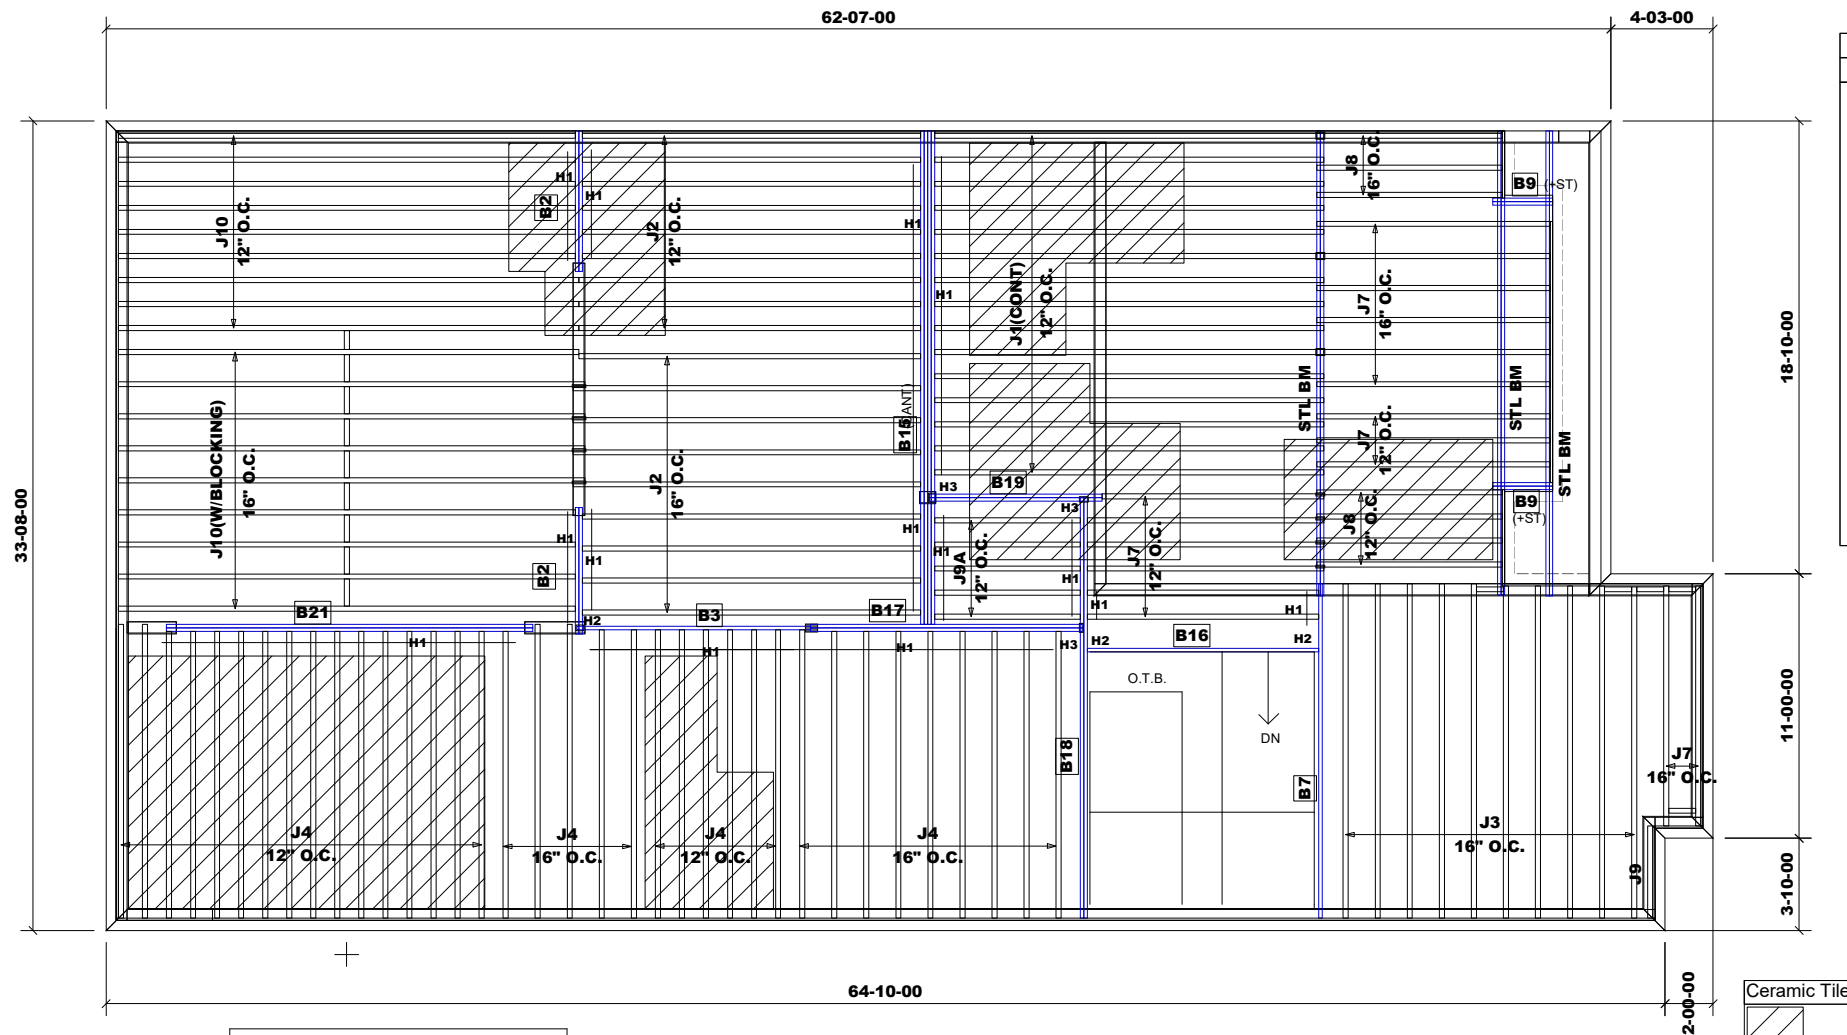 62-07-00
4-03-00
33-08-00
18-10-00
11-00-00
3-10-00
64-10-00
2-00-00
J10
12" O.C.
H1
B2
H1
J2
12" O.C.
H1
H1
J1(CONT)
12" O.C.
J8
16" O.C.
B9
(+ST)
J7
16" O.C.
STL BM
STL BM
STL BM
J10(W/BLOCKING)
16" O.C.
J2
16" O.C.
B15
J7
12" O.C.
J8
12" O.C.
B9
(+ST)
H3
B19
H3
H1
H1
H1
H1
H1
J9A
12" O.C.
J7
12" O.C.
B2
H1
H1
B21
H2
B3
B17
H1
H1
H1
H3
H2
B16
H2
O.T.B.
DN
B18
B7
J4
12" O.C.
J4
16" O.C.
J4
12" O.C.
J4
16" O.C.
J3
16" O.C.
J7
16" O.C.
J9
Ceramic Tile